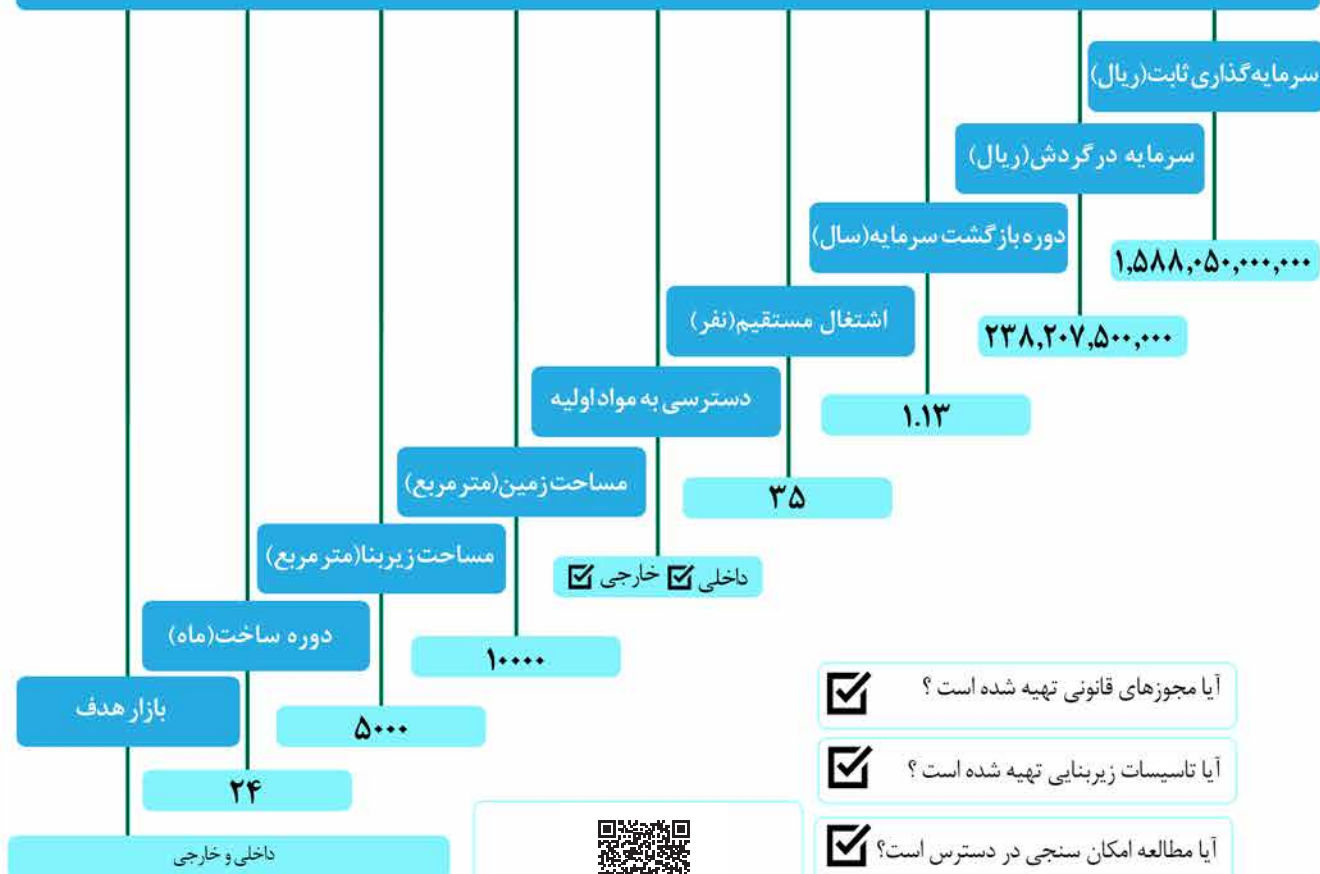 سرمایه‌گذاری ثابت(ریال)
۱,۵۸۸,۰۵۰,۰۰۰,۰۰۰
سرمایه در گردش(ریال)
۲۳۸,۲۰۷,۵۰۰,۰۰۰
دوره بازگشت سرمایه(سال)
۱.۱۳
اشتغال مستقیم(نفر)
۳۵
دسترسی به مواد اولیه
داخلی ☑ خارجی ☑
مساحت زمین(متر مربع)
۱۰۰۰۰
مساحت زیربنا(متر مربع)
۵۰۰۰
دوره ساخت(ماه)
۲۴
بازار هدف
داخلی و خارجی
آیا مجوزهای قانونی تهیه شده است ؟ ☑
آیا تاسیسات زیربنایی تهیه شده است ؟ ☑
آیا مطالعه امکان سنجی در دسترس است؟ ☑